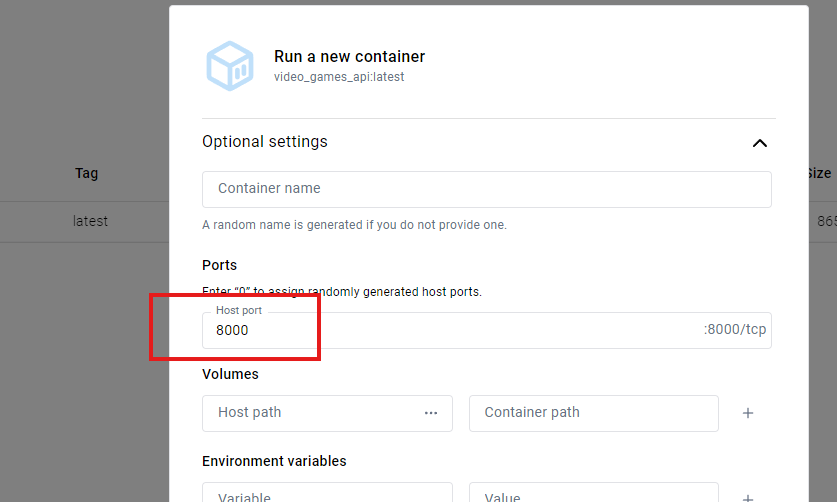 Run a new container
video_games_api:latest
Optional settings
Tag
Size
Container name
latest
865
A random name is generated if you do not provide one.
Ports
Enter “0” to assign randomly generated host ports.
Host port
8000
:8000/tcp
Volumes
Host path
Container path
Environment variables
Variable
Value